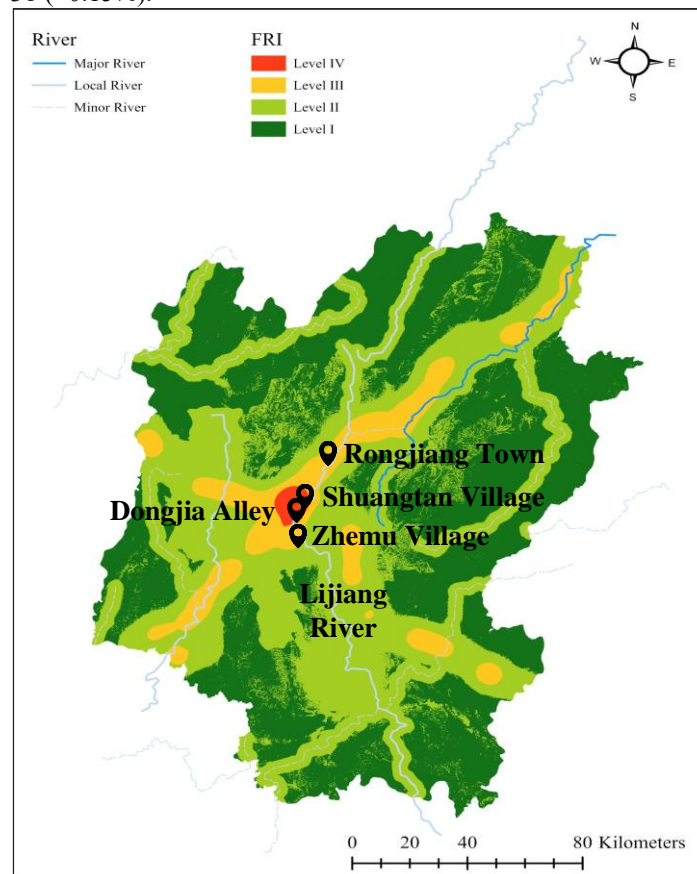 River
FRI
Major River
Local River
Minor River
Level IV
Level III
Level II
Level I
N
W
E
S
Rongjiang Town
Shuangtan Village
Dongjia Alley
Zhemu Village
Lijiang
River
0 20 40 80 Kilometers